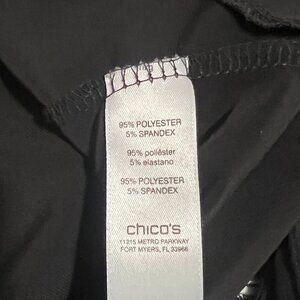 95% POLYESTER
5% SPANDEX
95% poliéster
5% elastano
95% POLYESTER
5% SPANDEX
chico's
11215 METRO PARKWAY
FORT MYERS, FL 33966